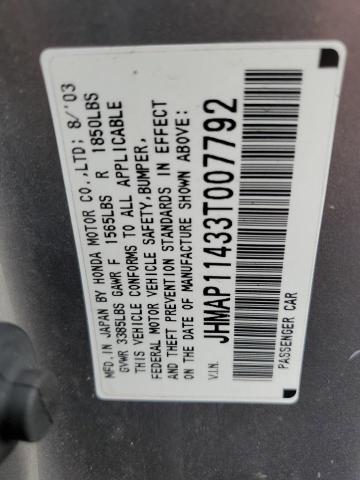 MFD. IN JAPAN BY HONDA MOTOR CO.,LTD; 8/'03
GVWR 3385LBS GAWR F 1565LBS R 1850LBS
THIS VEHICLE CONFORMS TO ALL APPLICABLE
FEDERAL MOTOR VEHICLE SAFETY,BUMPER,
AND THEFT PREVENTION STANDARDS IN EFFECT
ON THE DATE OF MANUFACTURE SHOWN ABOVE:
V.I.N. JHMAP11433T007792
PASSENGER CAR